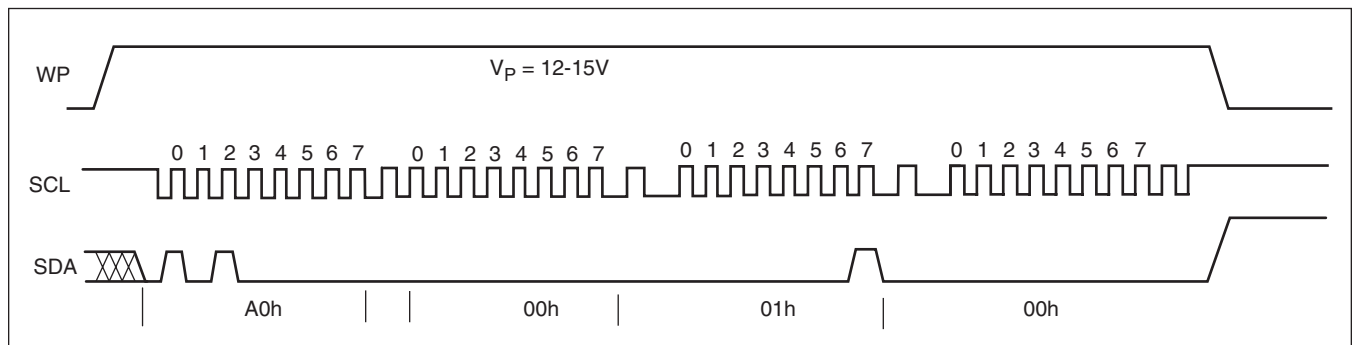 WP
V_P = 12-15V
0 1 2 3 4 5 6 7 0 1 2 3 4 5 6 7 0 1 2 3 4 5 6 7 0 1 2 3 4 5 6 7
SCL
SDA
A0h 00h 01h 00h